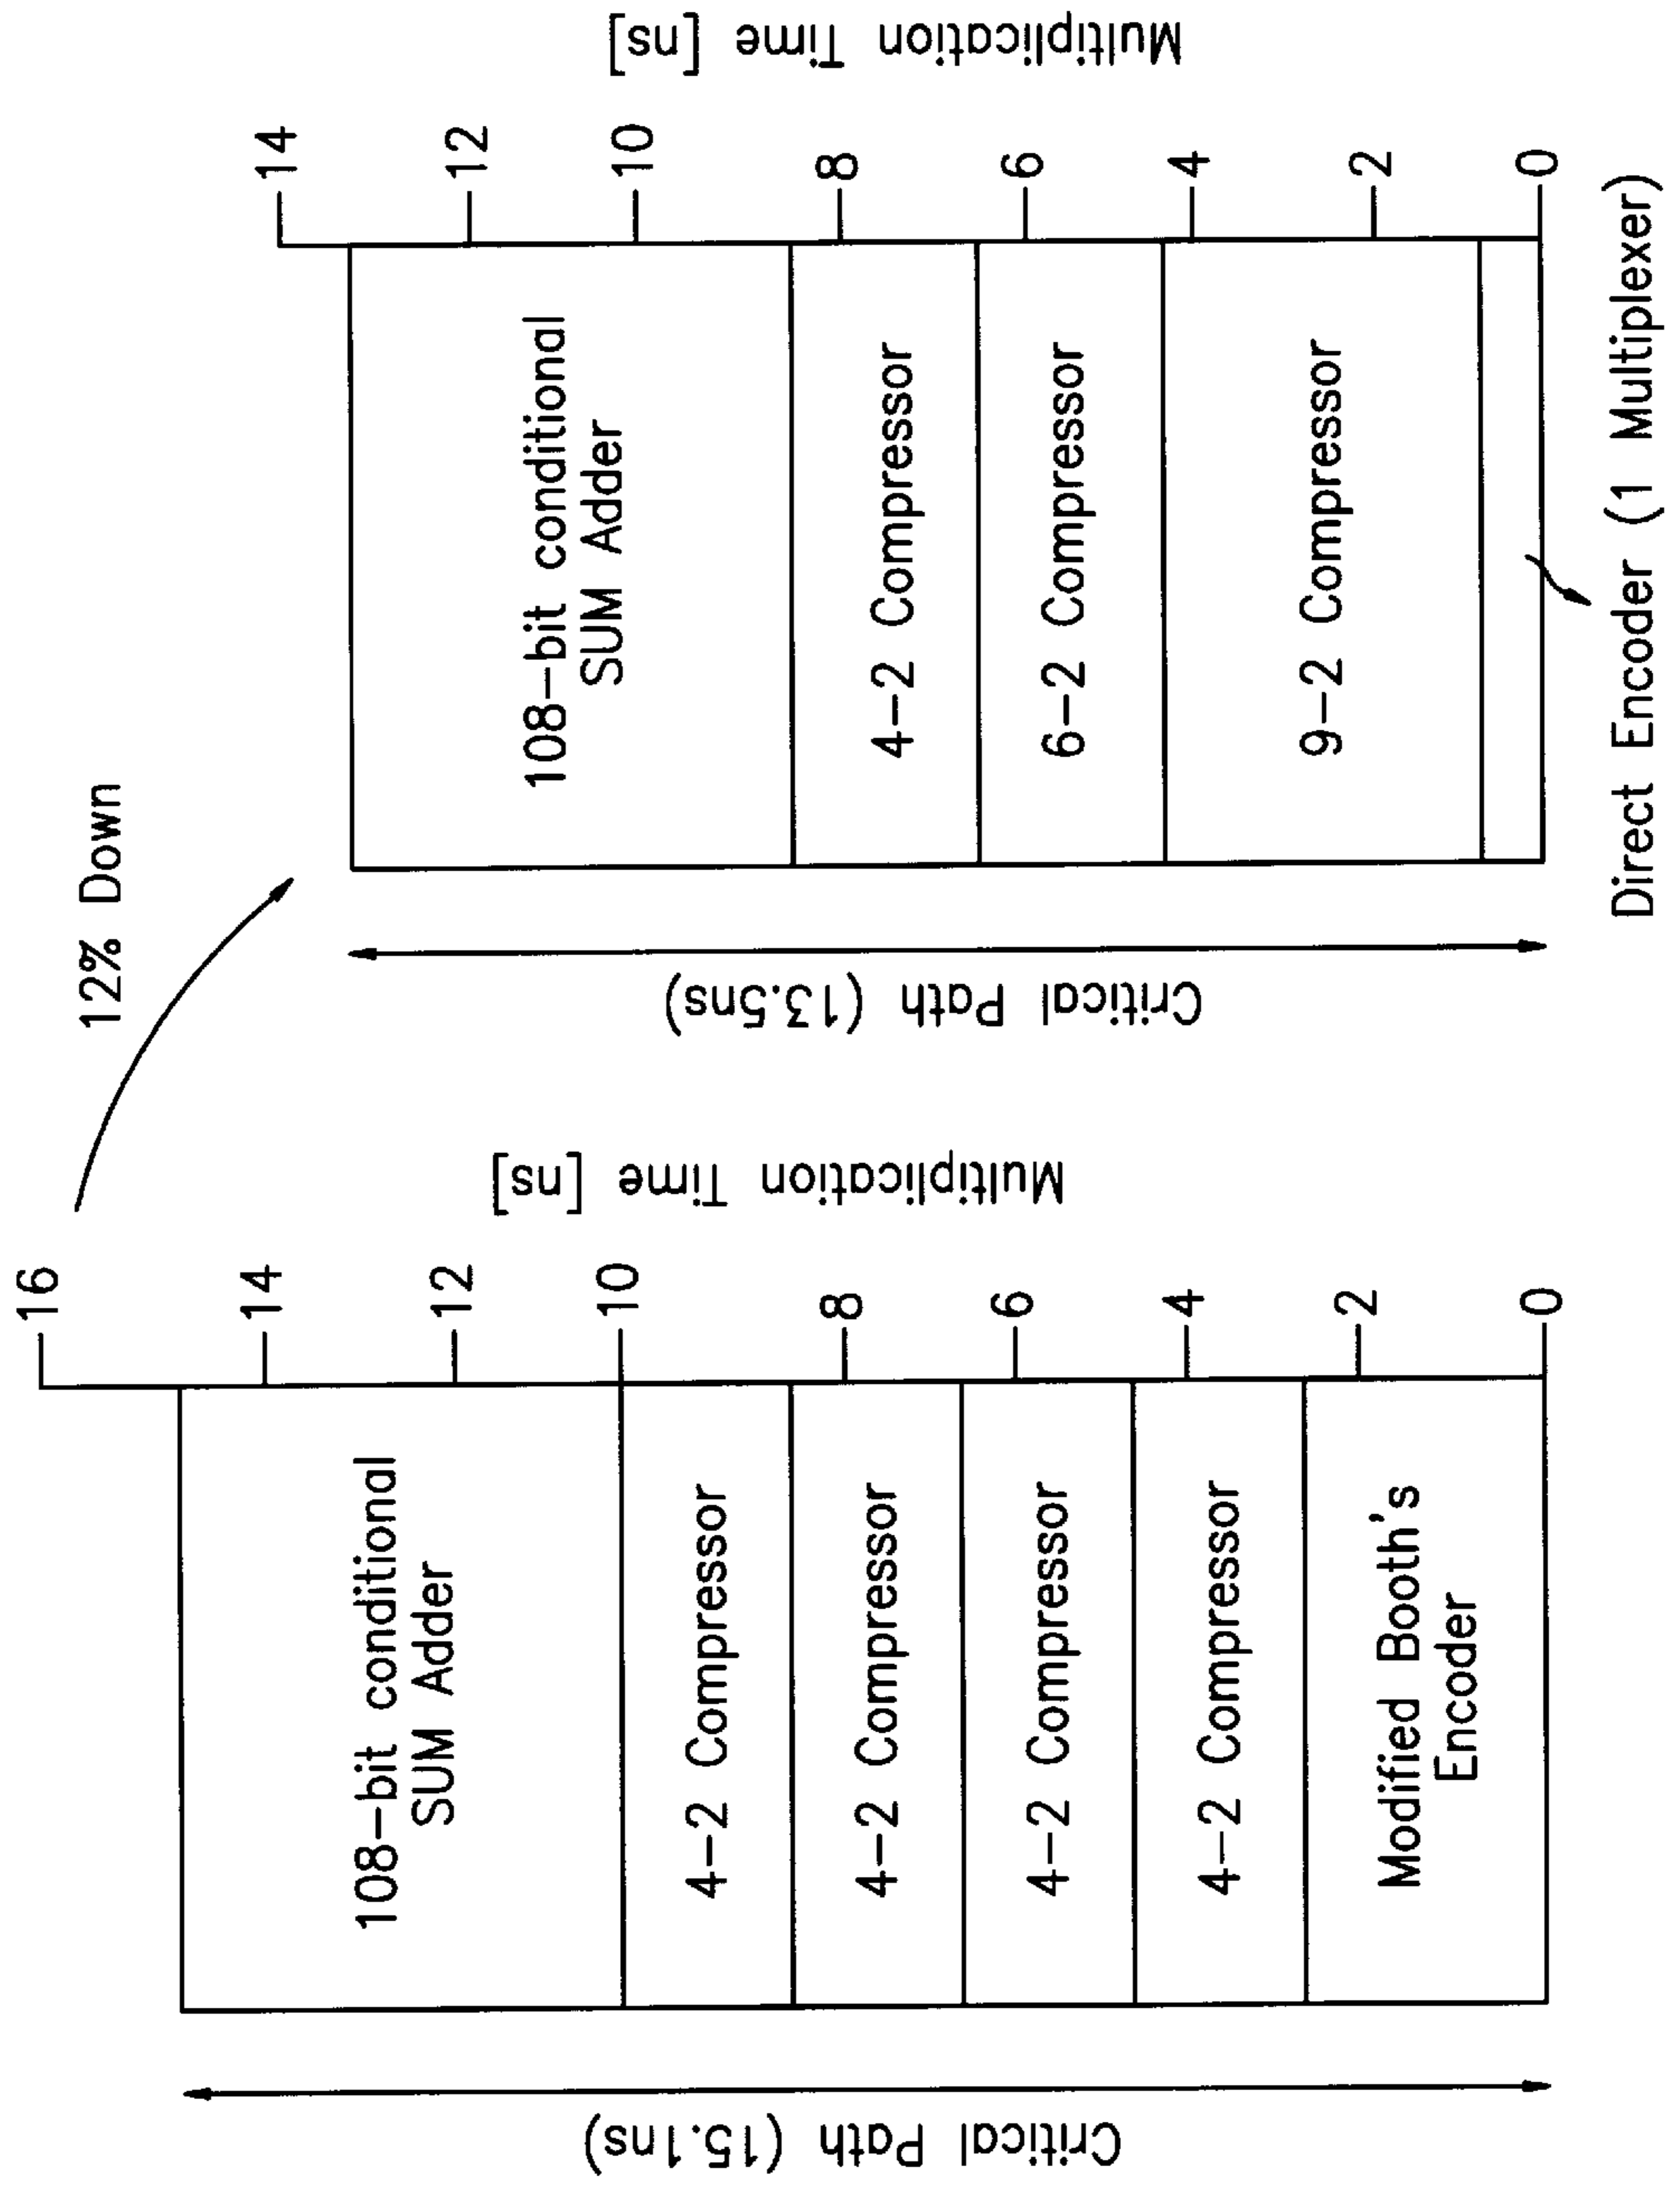 12% Down
Critical Path (15.1ns)
108-bit conditional
SUM Adder
4-2 Compressor
4-2 Compressor
4-2 Compressor
4-2 Compressor
Modified Booth's
Encoder
16
14
12
10
8
6
4
2
0
Multiplication Time [ns]
Critical Path (13.5ns)
108-bit conditional
SUM Adder
4-2 Compressor
6-2 Compressor
9-2 Compressor
14
12
10
8
6
4
2
0
Multiplication Time [ns]
Direct Encoder (1 Multiplexer)